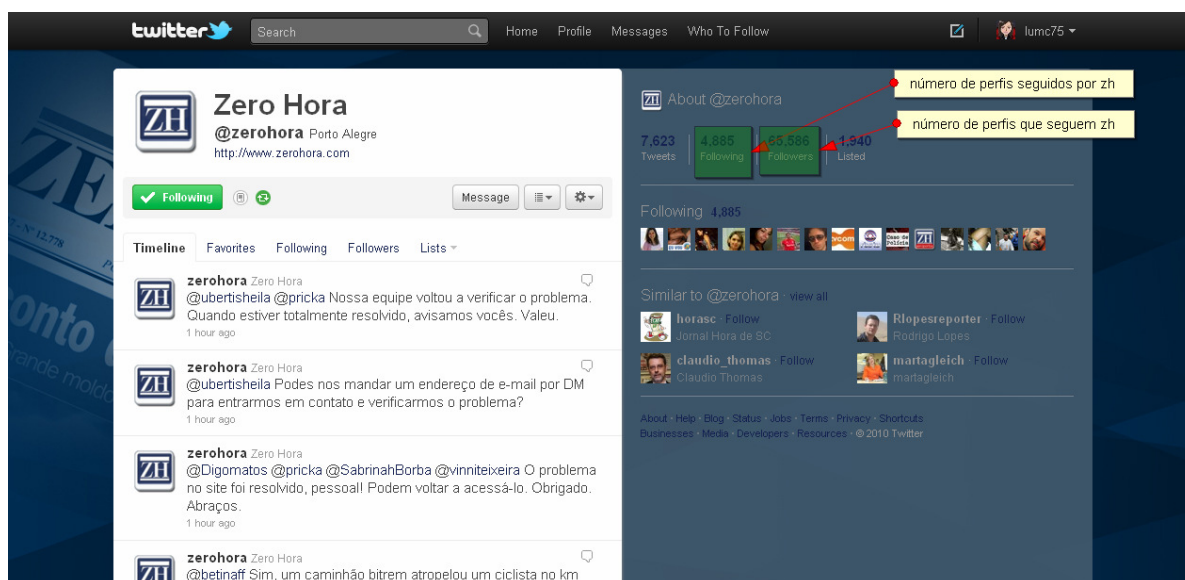 twitter
Search
Home Profile Messages Who To Follow
lumc75
ZH
Zero Hora
@zerohora Porto Alegre
http://www.zerohora.com
Following
Message
Timeline Favorites Following Followers Lists
zerohora Zero Hora
@ubertisheila @pricka Nossa equipe voltou a verificar o problema.
Quando estiver totalmente resolvido, avisamos vocês. Valeu.
1 hour ago
zerohora Zero Hora
@ubertisheila Podes nos mandar um endereço de e-mail por DM
para entrarmos em contato e verificarmos o problema?
1 hour ago
zerohora Zero Hora
@Digomatos @pricka @SabrinahBorba @vinniteixeira O problema
no site foi resolvido, pessoal! Podem voltar a acessá-lo. Obrigado.
Abraços.
1 hour ago
zerohora Zero Hora
@betinaff Sim, um caminhão bitrem atropelou um ciclista no km
About @zerohora
7,623 4,885 65,586 1,940
Tweets Following Followers Listed
número de perfis seguidos por zh
número de perfis que seguem zh
Following 4,885
Similar to @zerohora · view all
horasc · Follow
Jornal Hora de SC
Rlopesreporter · Follow
Rodrigo Lopes
claudio_thomas · Follow
Claudio Thomas
martagleich · Follow
martagleich
About · Help · Blog · Status · Jobs · Terms · Privacy · Shortcuts
Businesses · Media · Developers · Resources · © 2010 Twitter
- Nº 12.778
onto
rande molda